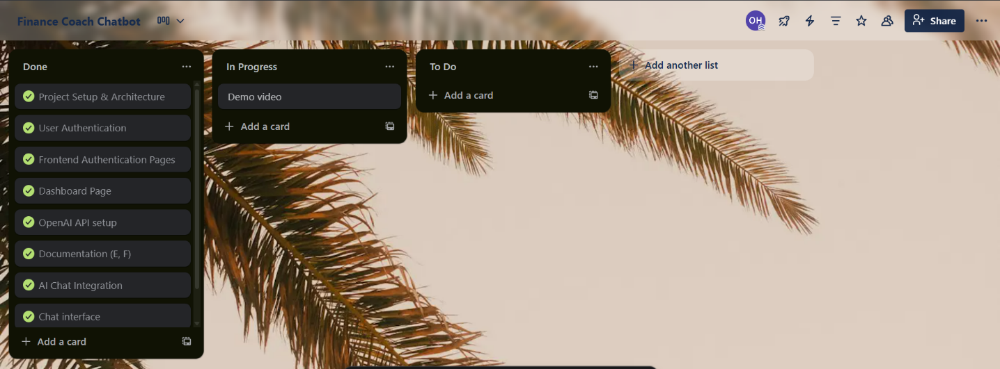 Finance Coach Chatbot
OH
Share
Done
Project Setup & Architecture
User Authentication
Frontend Authentication Pages
Dashboard Page
OpenAI API setup
Documentation (E, F)
AI Chat Integration
Chat interface
Add a card
In Progress
Demo video
Add a card
To Do
Add a card
Add another list